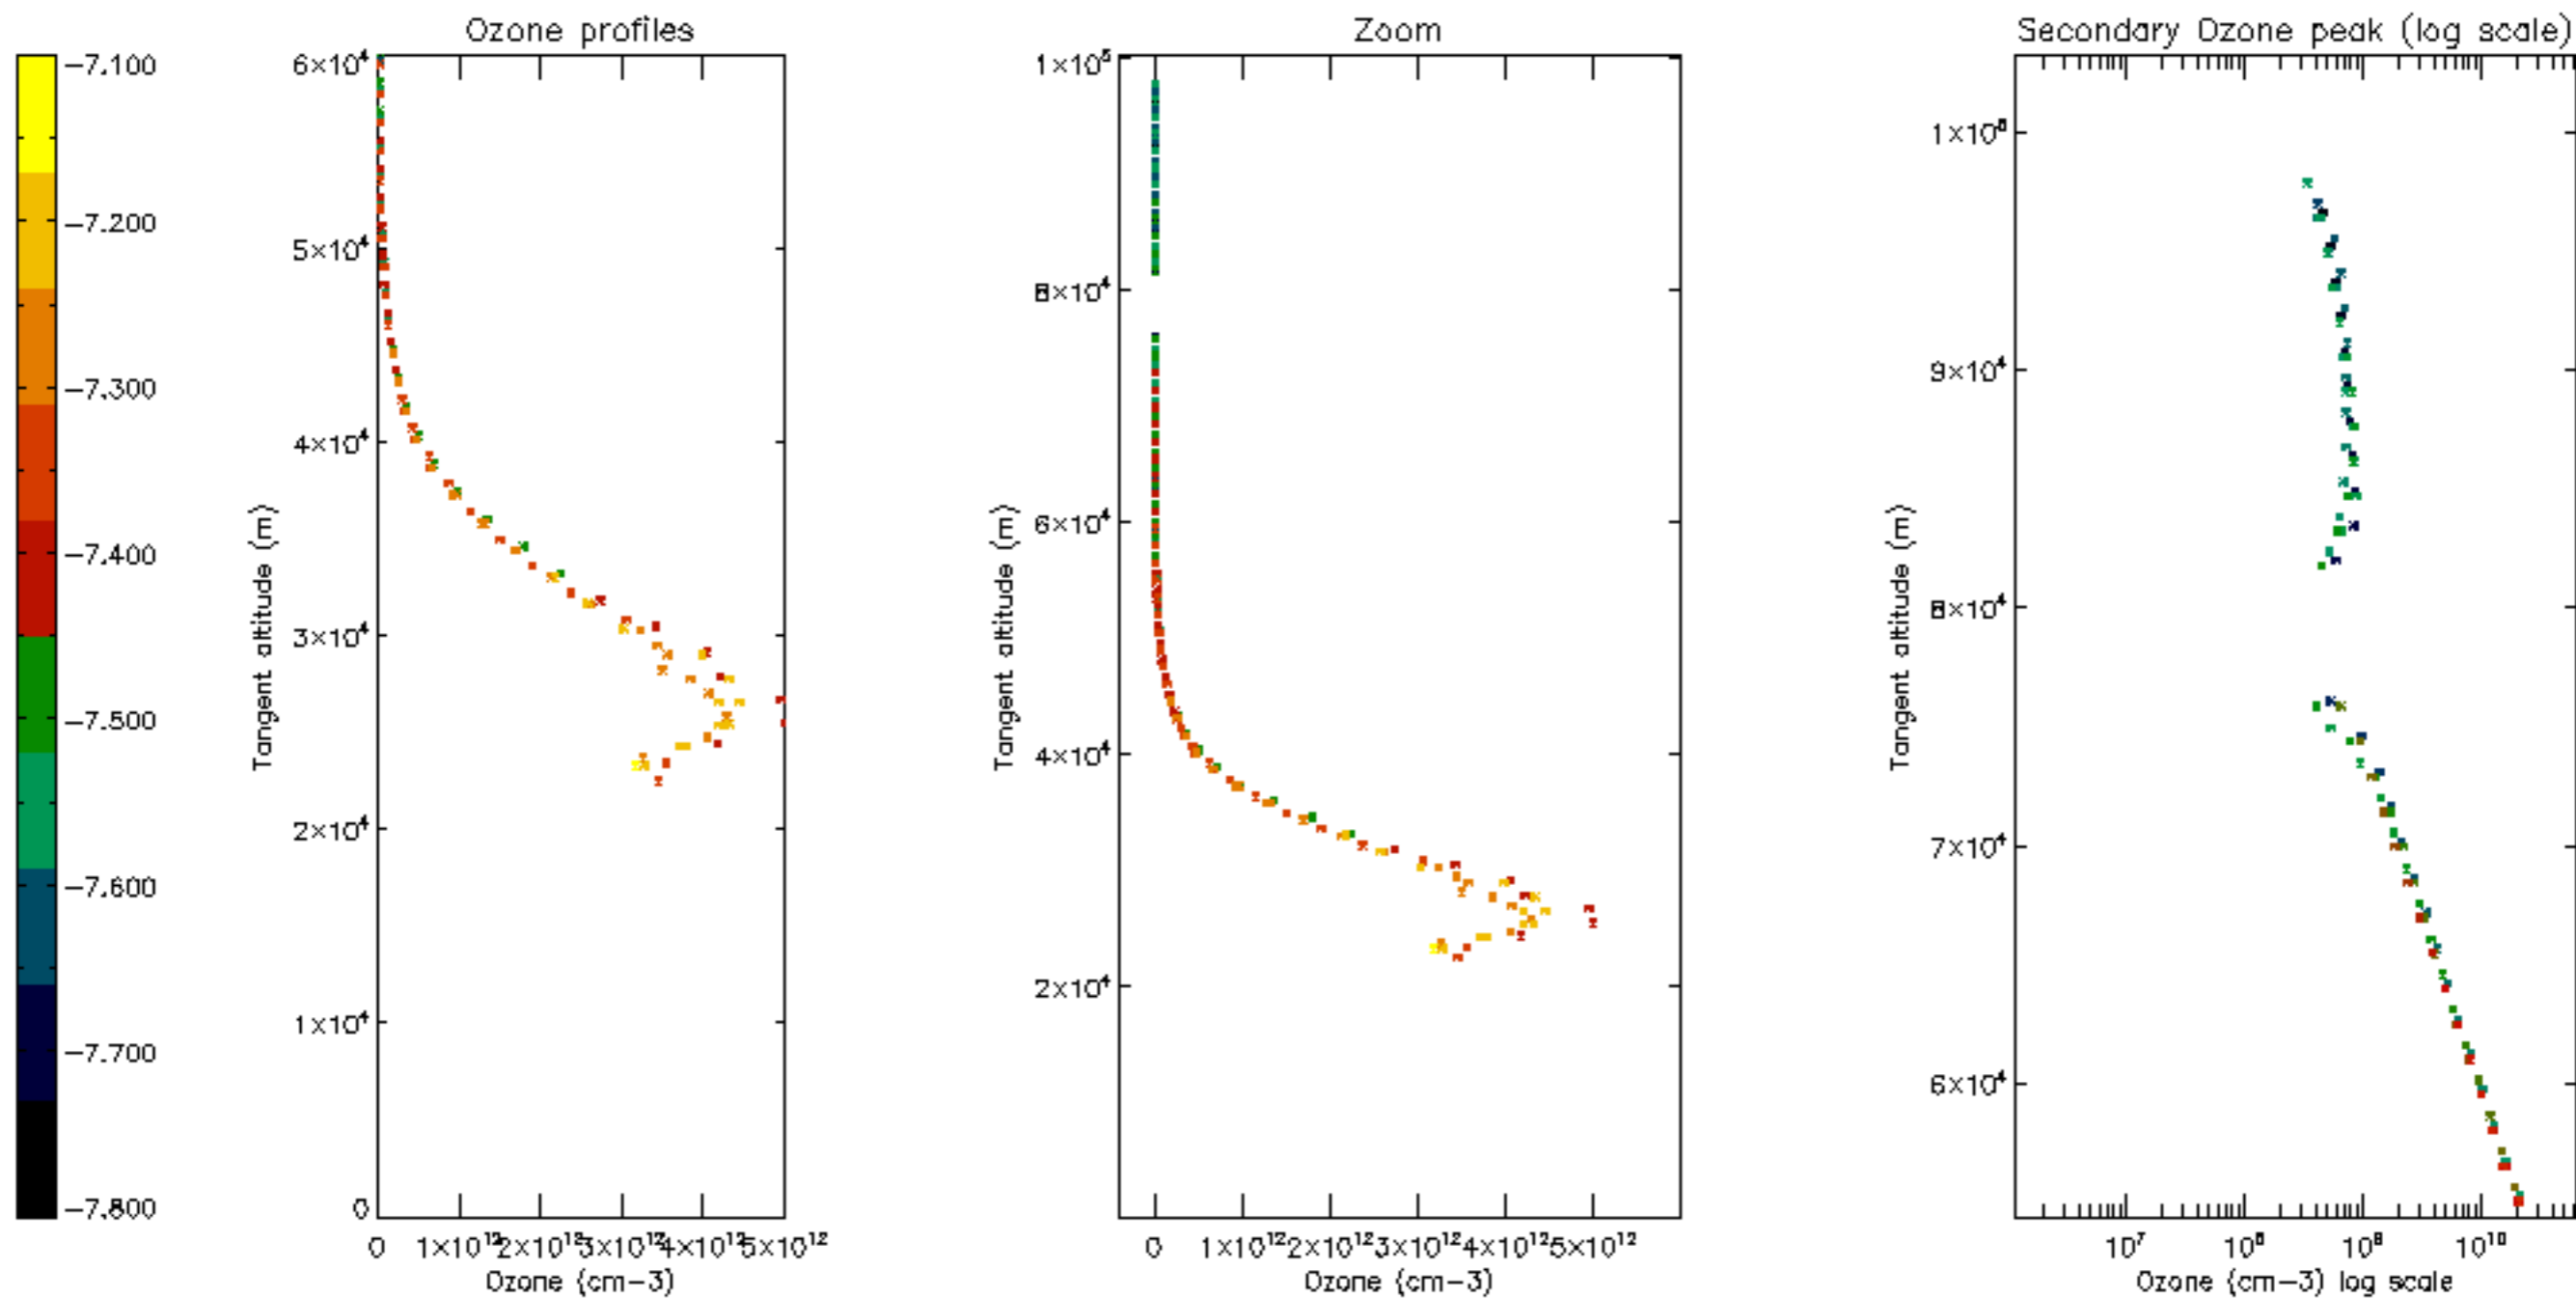 Ozone profiles
Zoom
Secondary Ozone peak (log scale)
−7.100
−7.200
−7.300
−7.400
−7.500
−7.600
−7.700
−7.800
6×10⁴
5×10⁴
4×10⁴
3×10⁴
2×10⁴
1×10⁴
0
Tangent altitude (m)
0 1×10¹² 2×10¹² 3×10¹² 4×10¹² 5×10¹²
Ozone (cm−3)
1×10⁵
8×10⁴
6×10⁴
4×10⁴
2×10⁴
Tangent altitude (m)
0 1×10¹² 2×10¹² 3×10¹² 4×10¹² 5×10¹²
Ozone (cm−3)
1×10⁵
9×10⁴
8×10⁴
7×10⁴
6×10⁴
Tangent altitude (m)
10⁷ 10⁸ 10⁹ 10¹⁰
Ozone (cm−3) log scale